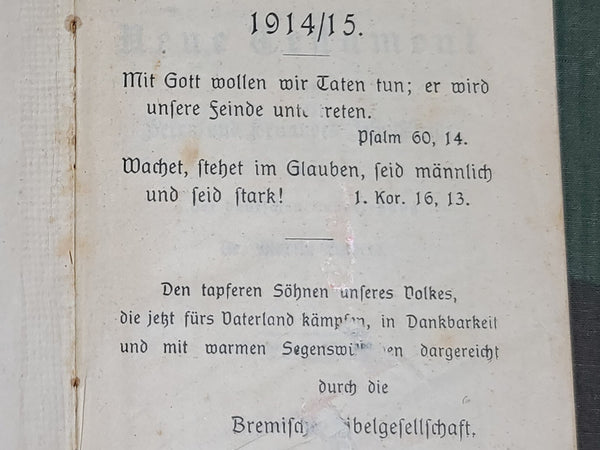 1914/15.
Mit Gott wollen wir Taten tun; er wird
unsere Feinde
Psalm 60, 14.
Wachet, stehet im Glauben, seid männlich
und seid stark! 1. Kor. 16, 13.
Den tapferen Söhnen unseres Volkes,
die jetzt fürs Vaterland kämpfen, in Dankbarkeit
und mit warmen dargereicht
durch die